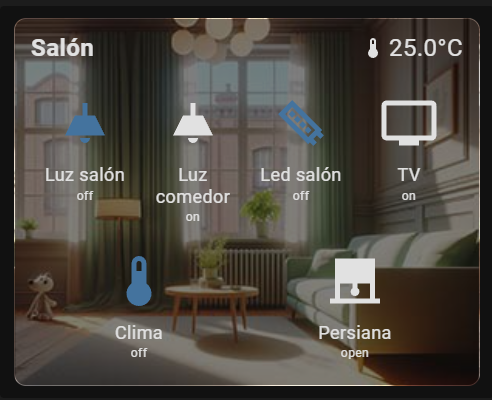 Salón
25.0°C
Luz salón
off
Luz
comedor
on
Led salón
off
TV
on
Clima
off
Persiana
open